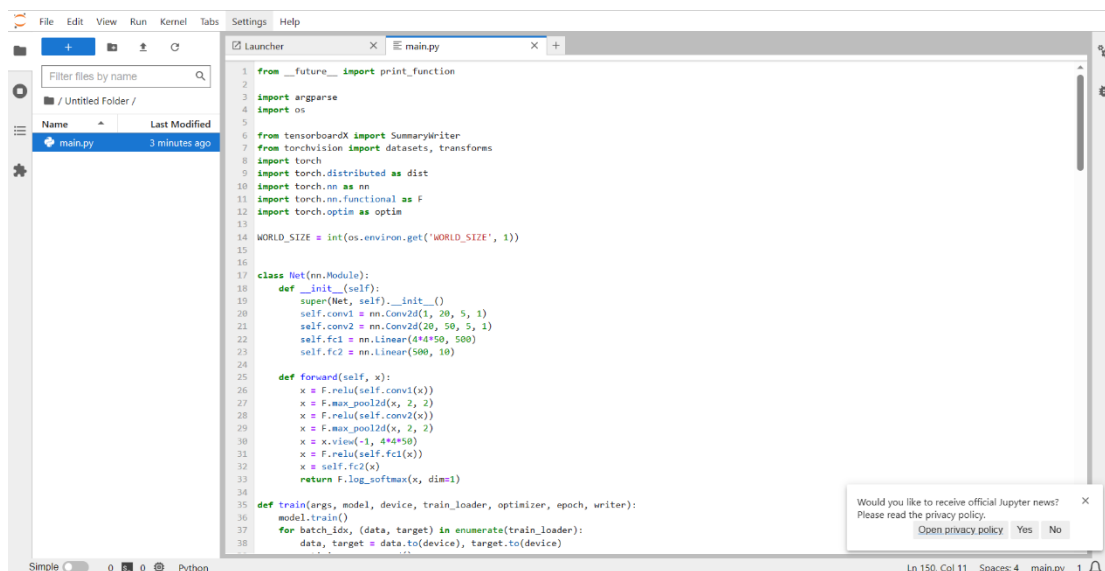 File Edit View Run Kernel Tabs Settings Help
+
Filter files by name
/ Untitled Folder /
Name Last Modified
main.py 3 minutes ago
Launcher × main.py × +
1 from __future__ import print_function
2
3 import argparse
4 import os
5
6 from tensorboardX import SummaryWriter
7 from torchvision import datasets, transforms
8 import torch
9 import torch.distributed as dist
10 import torch.nn as nn
11 import torch.nn.functional as F
12 import torch.optim as optim
13
14 WORLD_SIZE = int(os.environ.get('WORLD_SIZE', 1))
15
16
17 class Net(nn.Module):
18     def __init__(self):
19         super(Net, self).__init__()
20         self.conv1 = nn.Conv2d(1, 20, 5, 1)
21         self.conv2 = nn.Conv2d(20, 50, 5, 1)
22         self.fc1 = nn.Linear(4*4*50, 500)
23         self.fc2 = nn.Linear(500, 10)
24
25     def forward(self, x):
26         x = F.relu(self.conv1(x))
27         x = F.max_pool2d(x, 2, 2)
28         x = F.relu(self.conv2(x))
29         x = F.max_pool2d(x, 2, 2)
30         x = x.view(-1, 4*4*50)
31         x = F.relu(self.fc1(x))
32         x = self.fc2(x)
33         return F.log_softmax(x, dim=1)
34
35 def train(args, model, device, train_loader, optimizer, epoch, writer):
36     model.train()
37     for batch_idx, (data, target) in enumerate(train_loader):
38         data, target = data.to(device), target.to(device)
Would you like to receive official Jupyter news? ×
Please read the privacy policy.
Open privacy policy Yes No
Simple 0 0 Python Ln 150, Col 11 Spaces: 4 main.py 1